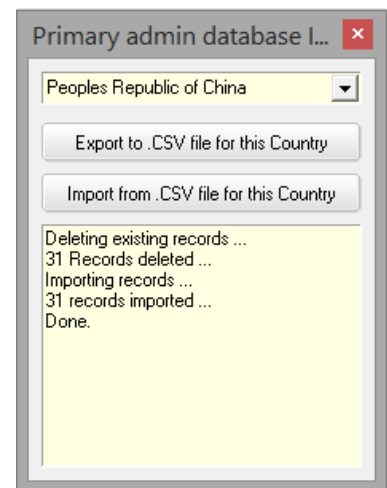 Primary admin database I...
Peoples Republic of China
Export to .CSV file for this Country
Import from .CSV file for this Country
Deleting existing records ...
31 Records deleted ...
Importing records ...
31 records imported ...
Done.